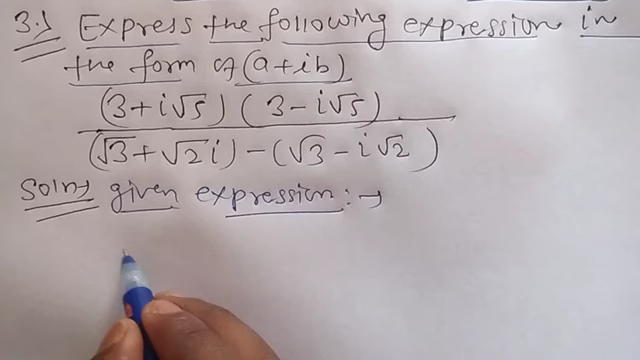 3.) Express the following expression in
the form of (a+ib)
(3+i√5) (3-i√5)
(√3+√2i)-(√3-i√2)
Soln→ given expression:→